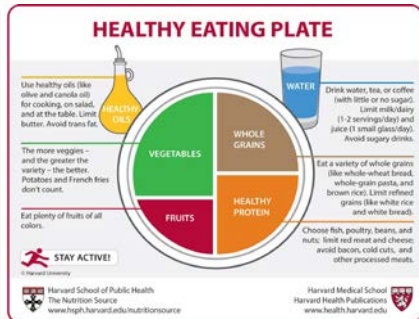 HEALTHY EATING PLATE
Use healthy oils (like
olive and canola oil)
for cooking, on salad,
and at the table. Limit
butter. Avoid trans fat.
HEALTHY
OILS
WATER
Drink water, tea, or coffee
(with little or no sugar).
Limit milk/dairy
(1-2 servings/day) and
juice (1 small glass/day).
Avoid sugary drinks.
The more veggies –
and the greater the
variety – the better.
Potatoes and French fries
don't count.
VEGETABLES
WHOLE
GRAINS
Eat a variety of whole grains
(like whole-wheat bread,
whole-grain pasta, and
brown rice). Limit refined
grains (like white rice
and white bread).
Eat plenty of fruits of all
colors.
FRUITS
HEALTHY
PROTEIN
Choose fish, poultry, beans, and
nuts; limit red meat and cheese;
avoid bacon, cold cuts, and
other processed meats.
STAY ACTIVE!
© Harvard University
Harvard School of Public Health
The Nutrition Source
www.hsph.harvard.edu/nutritionsource
Harvard Medical School
Harvard Health Publications
www.health.harvard.edu